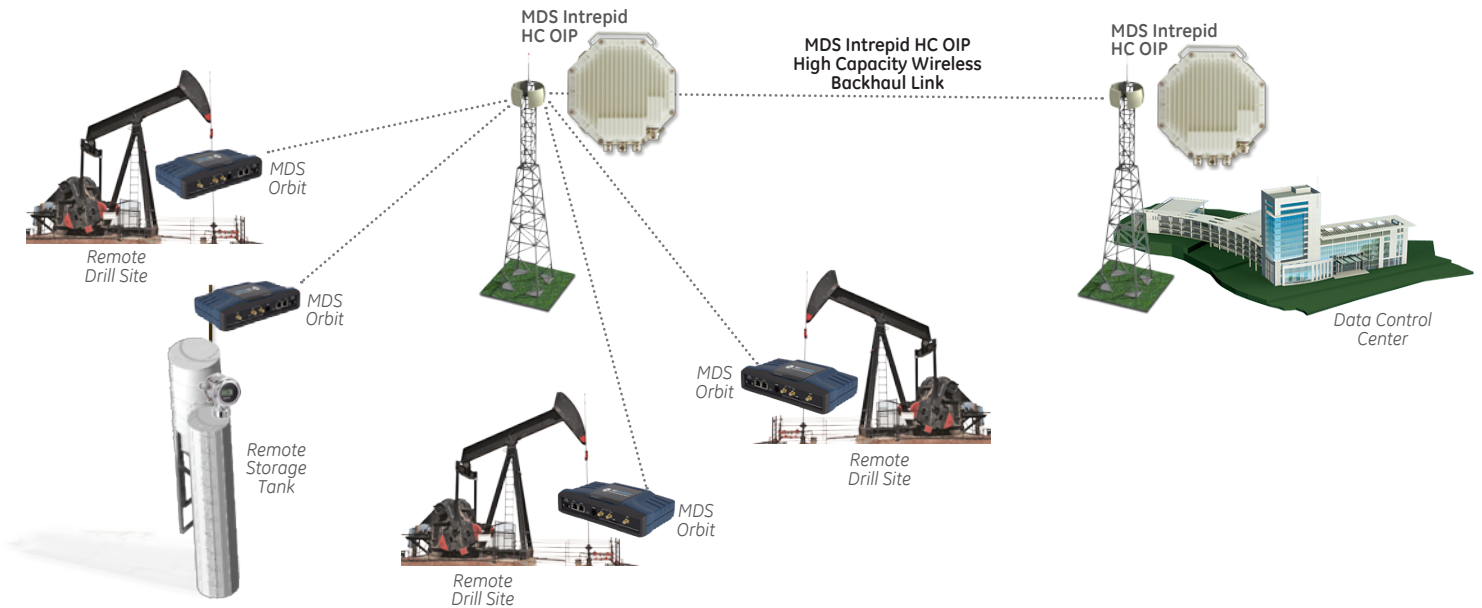 MDS Intrepid
HC OIP
MDS Intrepid HC OIP
High Capacity Wireless
Backhaul Link
MDS Intrepid
HC OIP
MDS
Orbit
Remote
Drill Site
MDS
Orbit
Remote
Storage
Tank
MDS
Orbit
Remote
Drill Site
MDS
Orbit
Remote
Drill Site
Data Control
Center